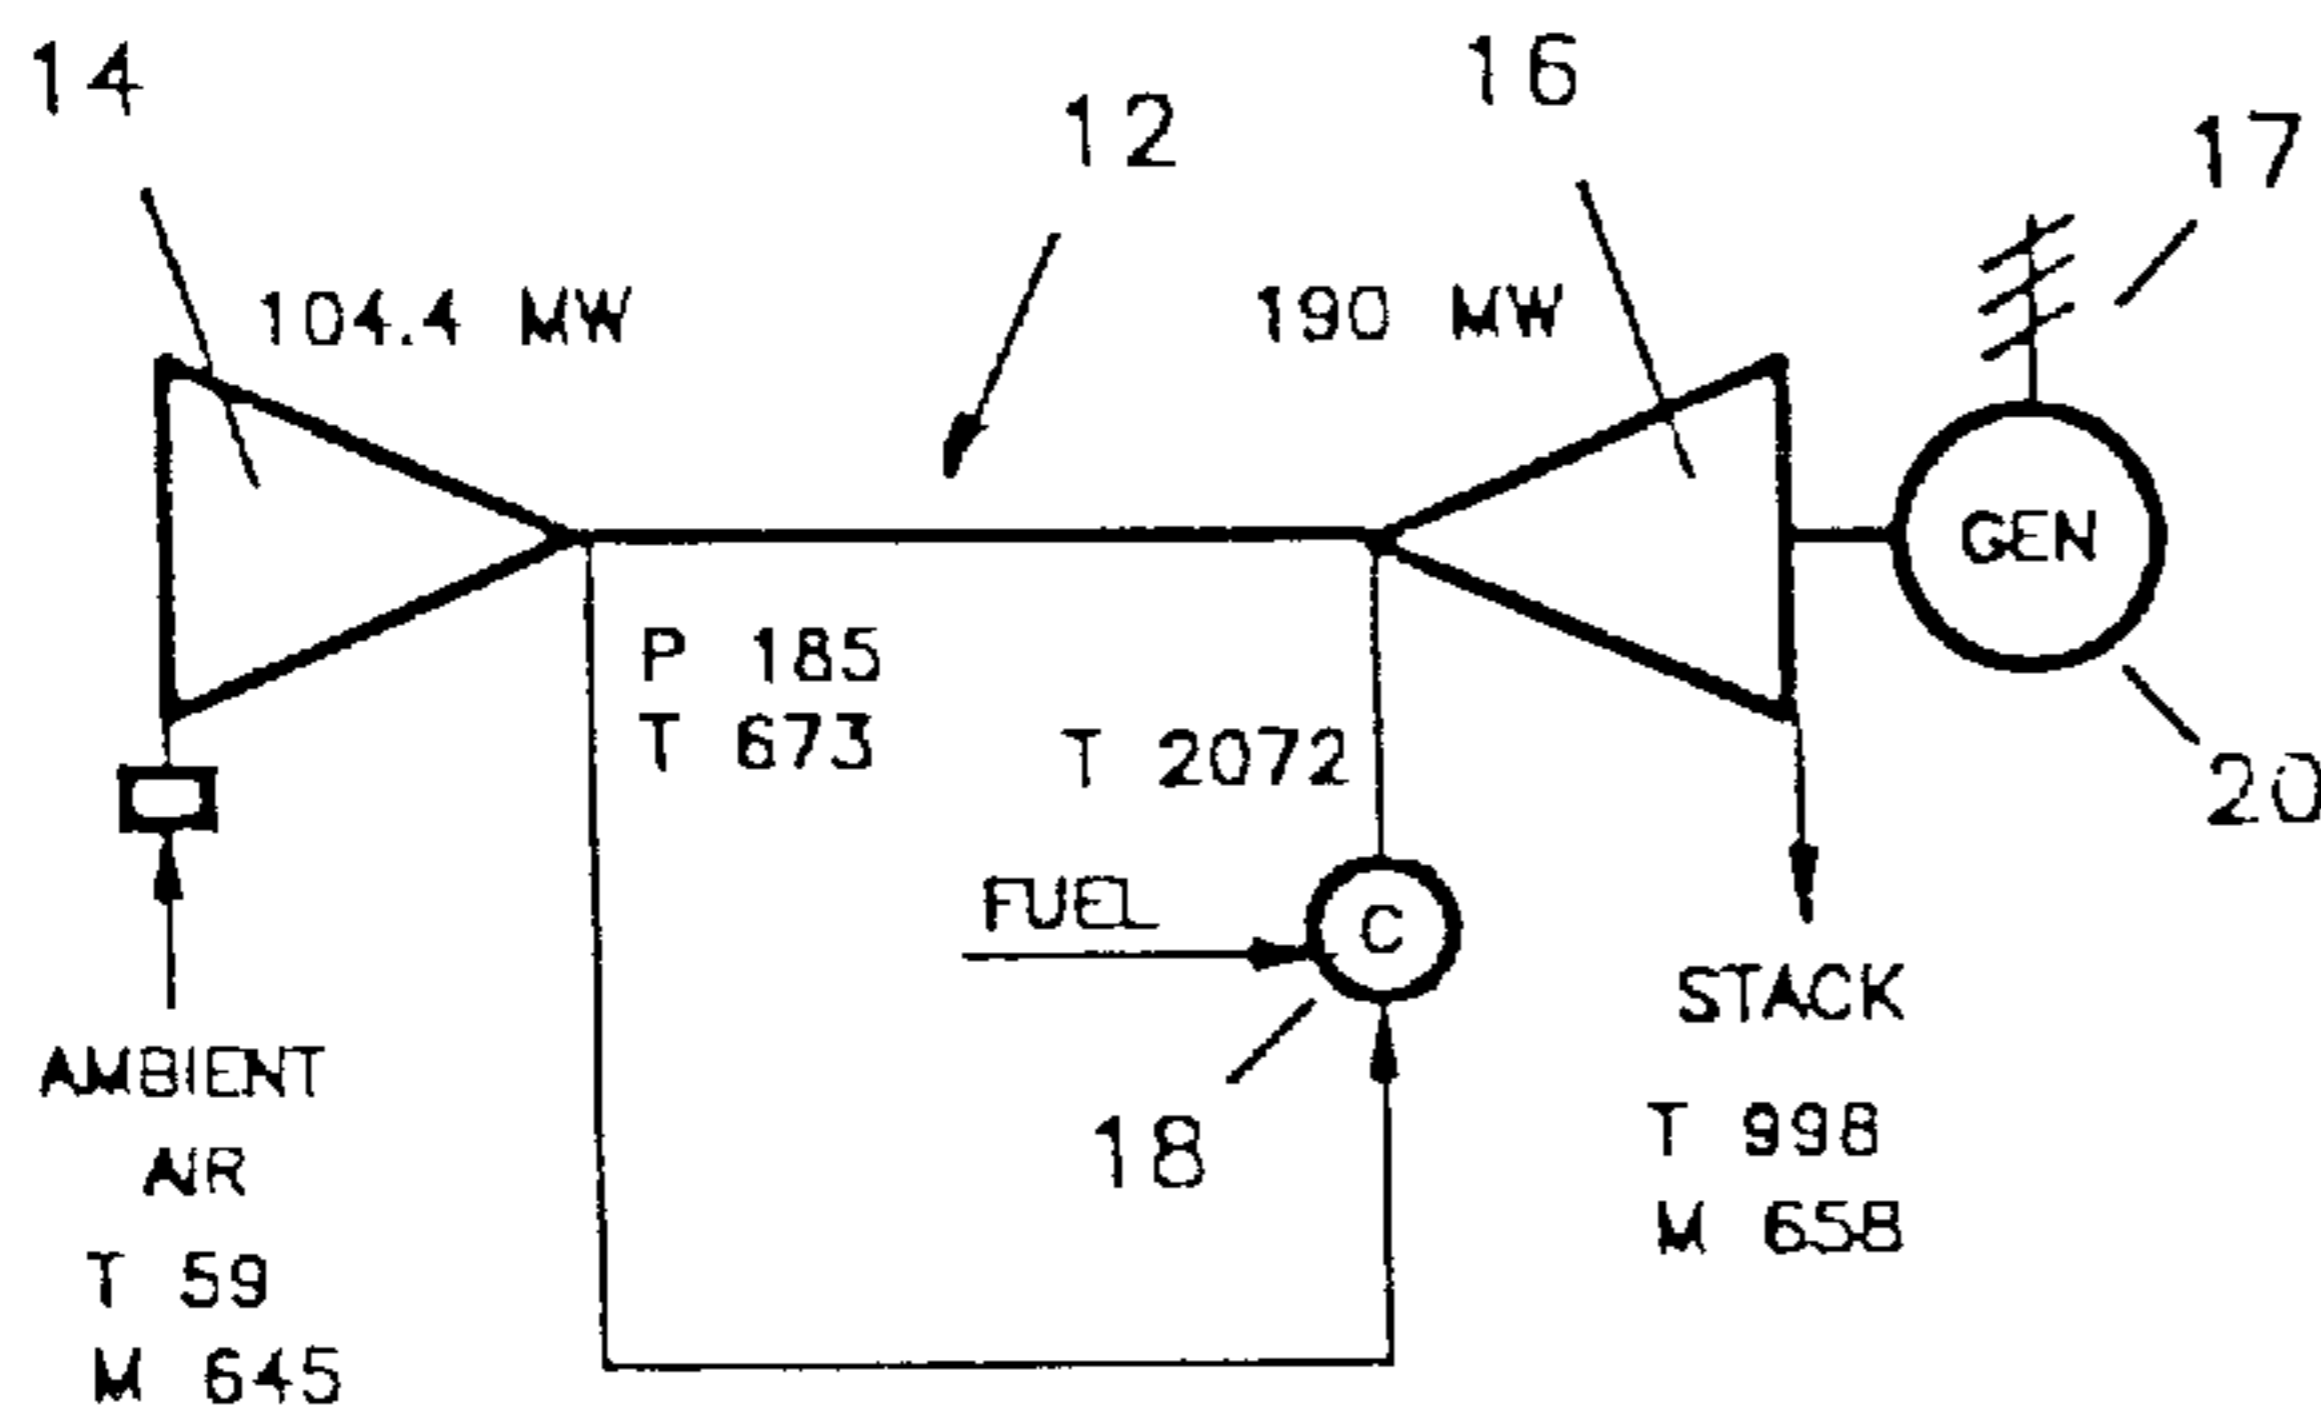 14
12
16
17
104.4 MW
190 MW
GEN
P 185
T 673
T 2072
20
FUEL
C
STACK
18
AMBIENT
AIR
T 59
M 645
T 998
M 658